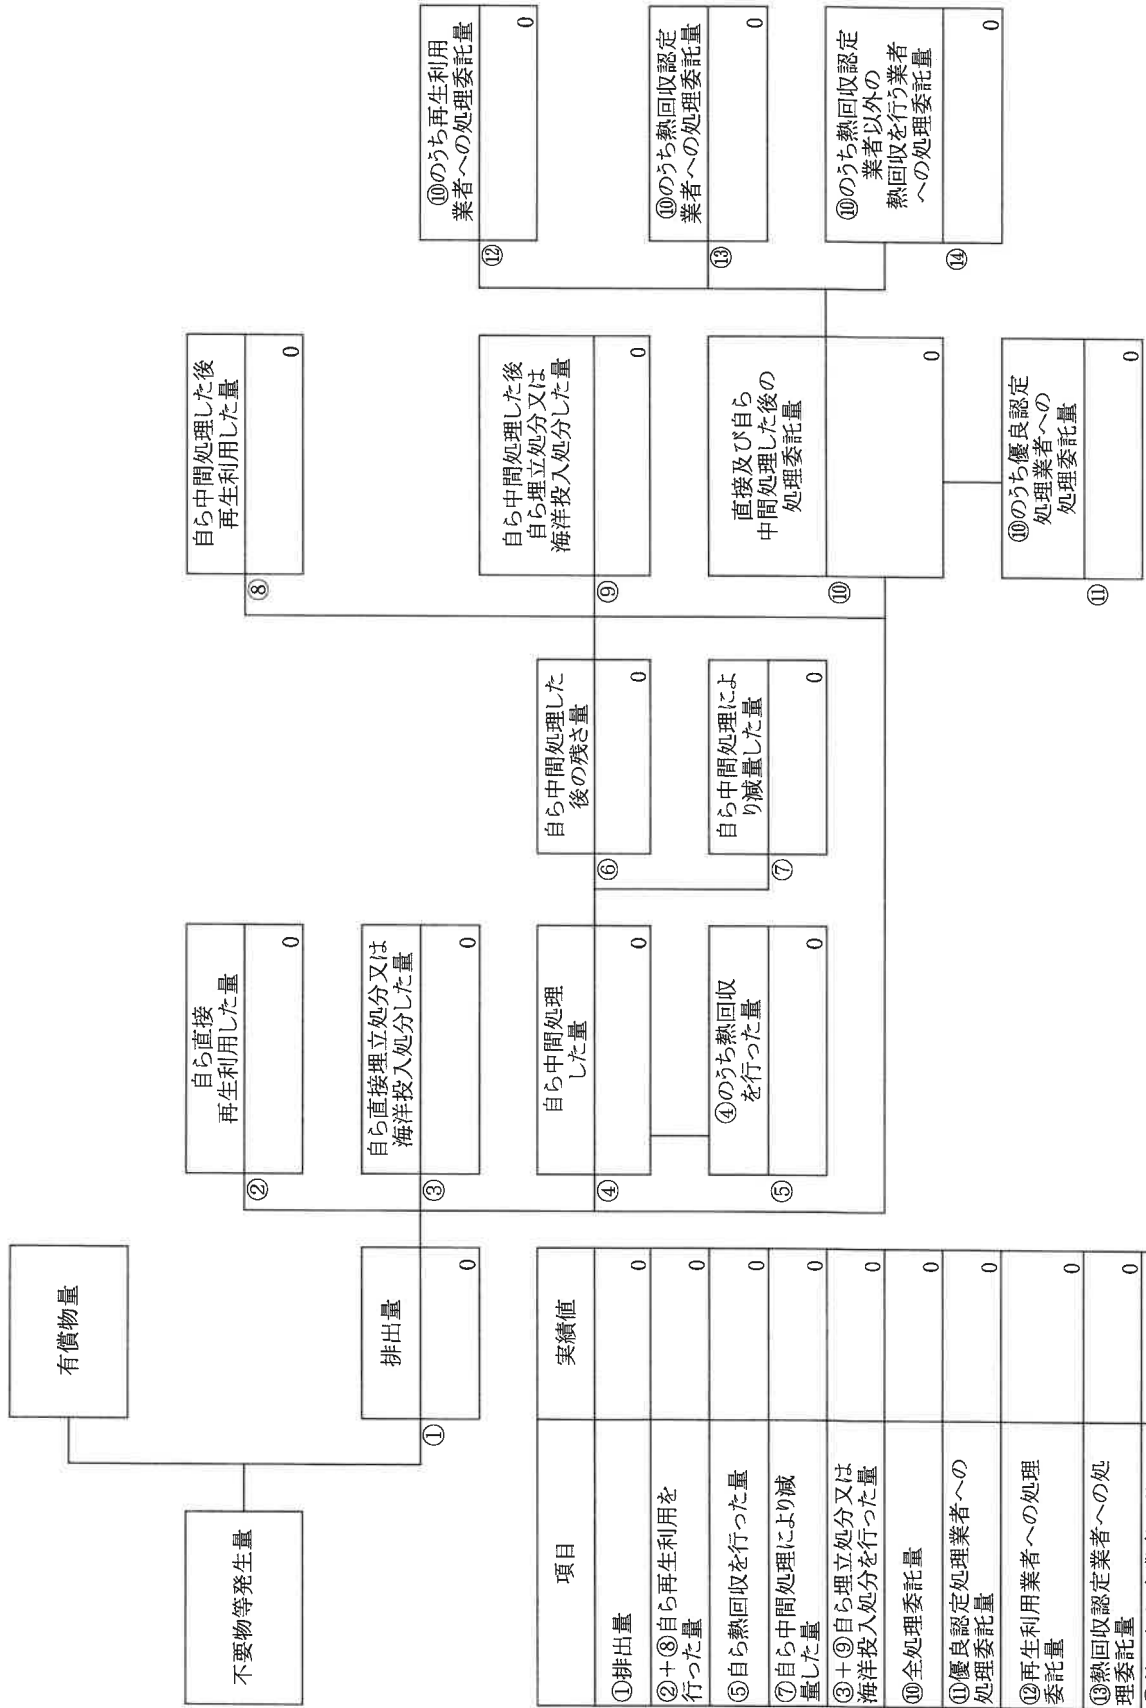 不要物等発生量
有償物量
排出量
①
0
自ら直接
再生利用した量
②
0
自ら直接埋立処分又は
海洋投入処分した量
③
0
自ら中間処理
した量
④
0
④のうち熱回収
を行った量
⑤
0
自ら中間処理した
後の残さ量
⑥
0
自ら中間処理によ
り減量した量
⑦
0
自ら中間処理した後
再生利用した量
⑧
0
自ら中間処理した後
自ら埋立処分又は
海洋投入処分した量
⑨
0
直接及び自ら
中間処理した後の
処理委託量
⑩
0
⑩のうち優良認定
処理業者への
処理委託量
⑪
0
⑩のうち再生利用
業者への処理委託量
⑫
0
⑩のうち熱回収認定
業者への処理委託量
⑬
0
⑩のうち熱回収認定
業者以外の
熱回収を行う業者
への処理委託量
⑭
0
項目 実績値
①排出量 0
②+⑧自ら再生利用を
行った量 0
⑤自ら熱回収を行った量 0
⑦自ら中間処理により減
量した量 0
③+⑨自ら埋立処分又は
海洋投入処分を行った量 0
⑩全処理委託量 0
⑪優良認定処理業者への
処理委託量 0
⑫再生利用業者への処理
委託量 0
⑬熱回収認定業者への処
理委託量 0